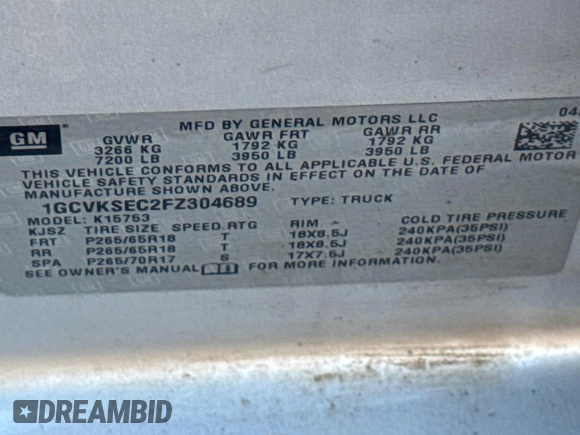 MFD BY GENERAL MOTORS LLC 04/
GM GVWR GAWR FRT GAWR RR
3266 KG 1792 KG 1792 KG
7200 LB 3950 LB 3950 LB
THIS VEHICLE CONFORMS TO ALL APPLICABLE U.S. FEDERAL MOTOR
VEHICLE SAFETY STANDARDS IN EFFECT ON THE DATE OF
MANUFACTURE SHOWN ABOVE.
1GCVKSEC2FZ304689 TYPE: TRUCK
MODEL: K15753
KJSZ TIRE SIZE SPEED RTG RIM COLD TIRE PRESSURE
FRT P265/65R18 T 18X8.5J 240KPA(35PSI)
RR P265/65R18 T 18X8.5J 240KPA(35PSI)
SPA P265/70R17 S 17X7.5J 240KPA(35PSI)
SEE OWNER'S MANUAL FOR MORE INFORMATION.
DREAMBID